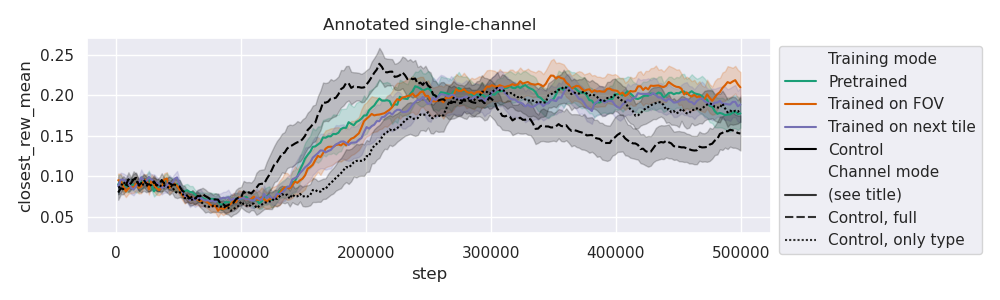 Annotated single-channel
closest_rew_mean
0.25
0.20
0.15
0.10
0.05
0
100000
200000
300000
400000
500000
step
Training mode
Pretrained
Trained on FOV
Trained on next tile
Control
Channel mode
(see title)
Control, full
Control, only type